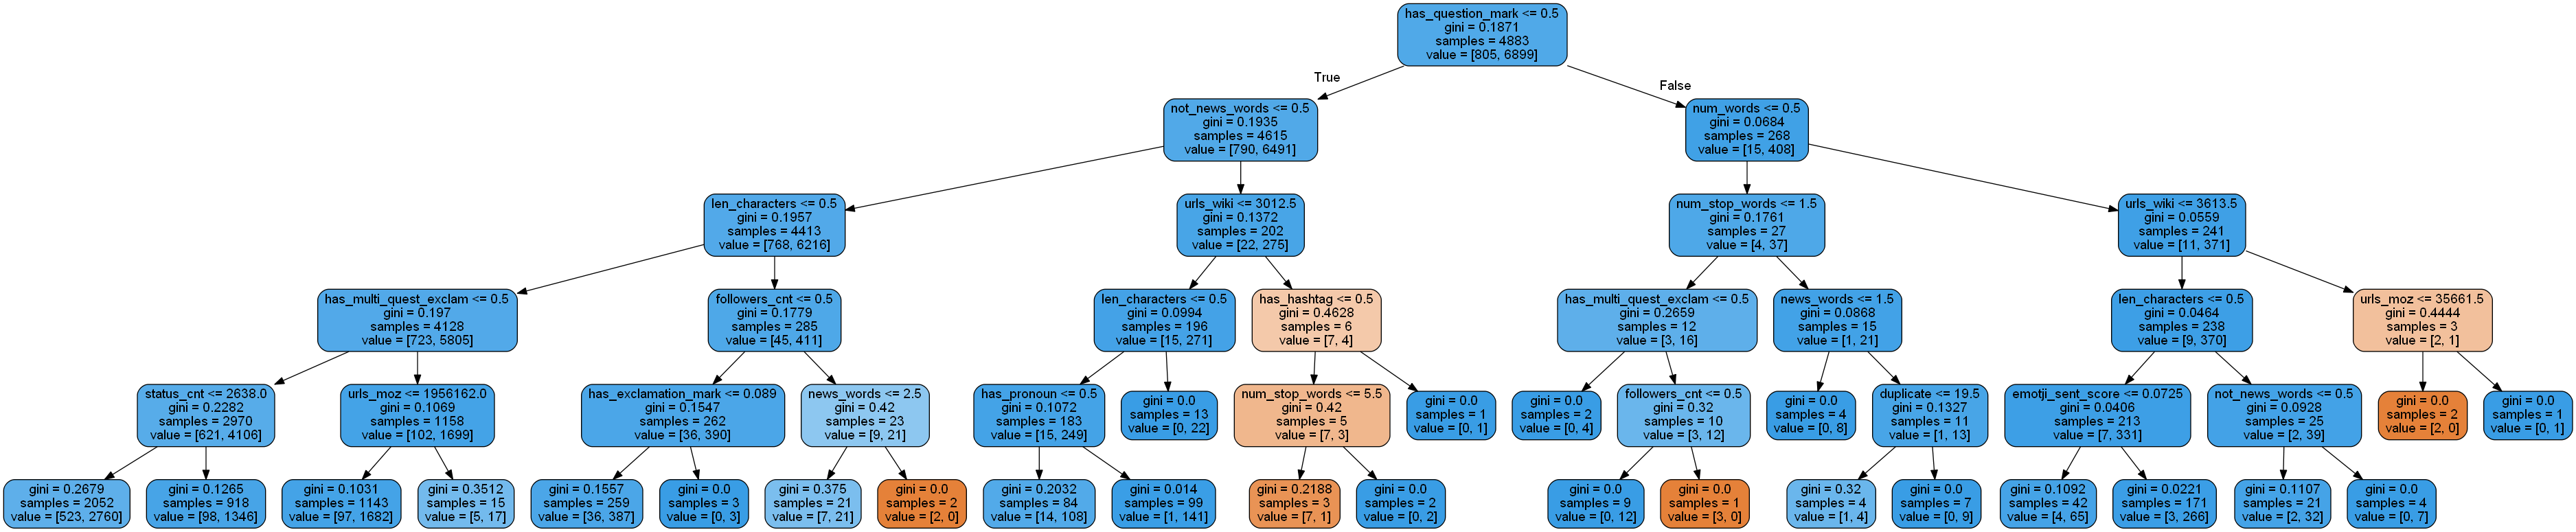 has_question_mark <= 0.5
gini = 0.1871
samples = 4883
value = [805, 6899]
True
False
not_news_words <= 0.5
gini = 0.1935
samples = 4615
value = [790, 6491]
num_words <= 0.5
gini = 0.0684
samples = 268
value = [15, 408]
len_characters <= 0.5
gini = 0.1957
samples = 4413
value = [768, 6216]
urls_wiki <= 3012.5
gini = 0.1372
samples = 202
value = [22, 275]
num_stop_words <= 1.5
gini = 0.1761
samples = 27
value = [4, 37]
urls_wiki <= 3613.5
gini = 0.0559
samples = 241
value = [11, 371]
has_multi_quest_exclam <= 0.5
gini = 0.197
samples = 4128
value = [723, 5805]
followers_cnt <= 0.5
gini = 0.1779
samples = 285
value = [45, 411]
len_characters <= 0.5
gini = 0.0994
samples = 196
value = [15, 271]
has_hashtag <= 0.5
gini = 0.4628
samples = 6
value = [7, 4]
has_multi_quest_exclam <= 0.5
gini = 0.2659
samples = 12
value = [3, 16]
news_words <= 1.5
gini = 0.0868
samples = 15
value = [1, 21]
len_characters <= 0.5
gini = 0.0464
samples = 238
value = [9, 370]
urls_moz <= 35661.5
gini = 0.4444
samples = 3
value = [2, 1]
status_cnt <= 2638.0
gini = 0.2282
samples = 2970
value = [621, 4106]
urls_moz <= 1956162.0
gini = 0.1069
samples = 1158
value = [102, 1699]
has_exclamation_mark <= 0.089
gini = 0.1547
samples = 262
value = [36, 390]
news_words <= 2.5
gini = 0.42
samples = 23
value = [9, 21]
has_pronoun <= 0.5
gini = 0.1072
samples = 183
value = [15, 249]
gini = 0.0
samples = 13
value = [0, 22]
num_stop_words <= 5.5
gini = 0.42
samples = 5
value = [7, 3]
gini = 0.0
samples = 1
value = [0, 1]
gini = 0.0
samples = 2
value = [0, 4]
followers_cnt <= 0.5
gini = 0.32
samples = 10
value = [3, 12]
gini = 0.0
samples = 4
value = [0, 8]
duplicate <= 19.5
gini = 0.1327
samples = 11
value = [1, 13]
emotji_sent_score <= 0.0725
gini = 0.0406
samples = 213
value = [7, 331]
not_news_words <= 0.5
gini = 0.0928
samples = 25
value = [2, 39]
gini = 0.0
samples = 2
value = [2, 0]
gini = 0.0
samples = 1
value = [0, 1]
gini = 0.2679
samples = 2052
value = [523, 2760]
gini = 0.1265
samples = 918
value = [98, 1346]
gini = 0.1031
samples = 1143
value = [97, 1682]
gini = 0.3512
samples = 15
value = [5, 17]
gini = 0.1557
samples = 259
value = [36, 387]
gini = 0.0
samples = 3
value = [0, 3]
gini = 0.375
samples = 21
value = [7, 21]
gini = 0.0
samples = 2
value = [2, 0]
gini = 0.2032
samples = 84
value = [14, 108]
gini = 0.014
samples = 99
value = [1, 141]
gini = 0.2188
samples = 3
value = [7, 1]
gini = 0.0
samples = 2
value = [0, 2]
gini = 0.0
samples = 9
value = [0, 12]
gini = 0.0
samples = 1
value = [3, 0]
gini = 0.32
samples = 4
value = [1, 4]
gini = 0.0
samples = 7
value = [0, 9]
gini = 0.1092
samples = 42
value = [4, 65]
gini = 0.0221
samples = 171
value = [3, 266]
gini = 0.1107
samples = 21
value = [2, 32]
gini = 0.0
samples = 4
value = [0, 7]